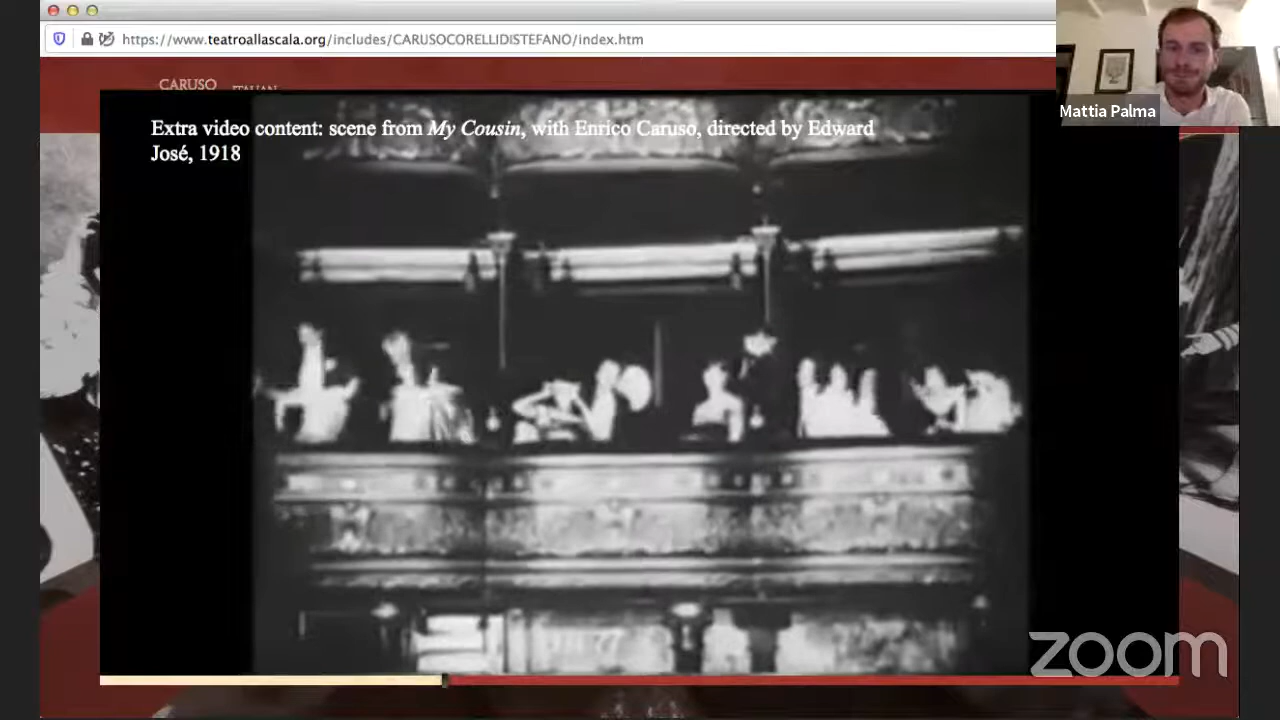 https://www.teatroallascala.org/includes/CARUSOCORELLIDISTEFANO/index.htm
CARUSO
ITALIAN
Mattia Palma
Extra video content: scene from My Cousin, with Enrico Caruso, directed by Edward
José, 1918
zoom